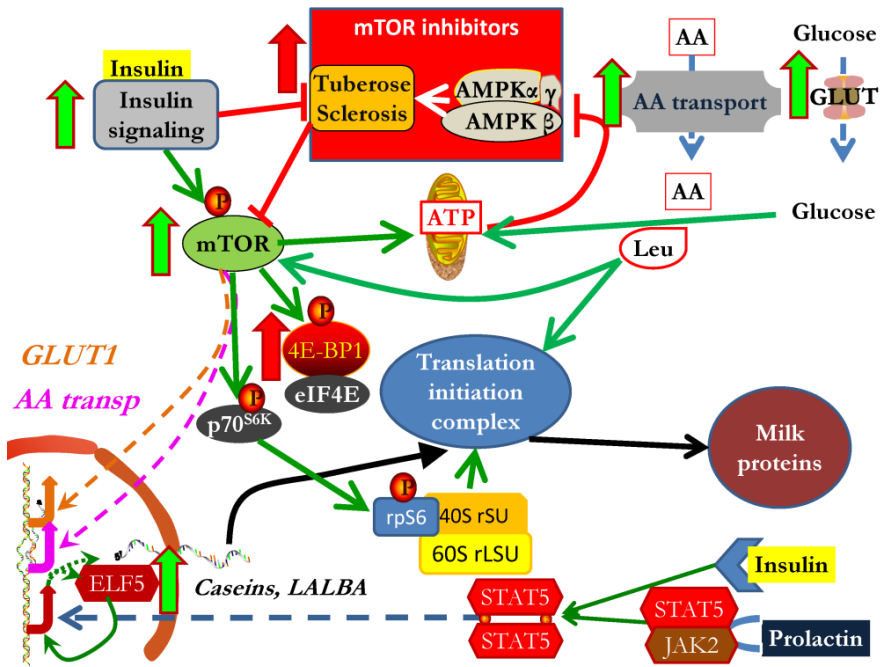 mTOR inhibitors
Insulin
Insulin
signaling
Tuberose
Sclerosis
AMPKα γ
AMPK β
AA
AA transport
AA
Glucose
GLUT
Glucose
P
mTOR
ATP
Leu
P
4E-BP1
eIF4E
GLUT1
AA transp
P
p70S6K
Translation
initiation
complex
Milk
proteins
P
rpS6
40S rSU
60S rLSU
5'
ELF5
Caseins, LALBA
STAT5
STAT5
Insulin
STAT5
JAK2
Prolactin